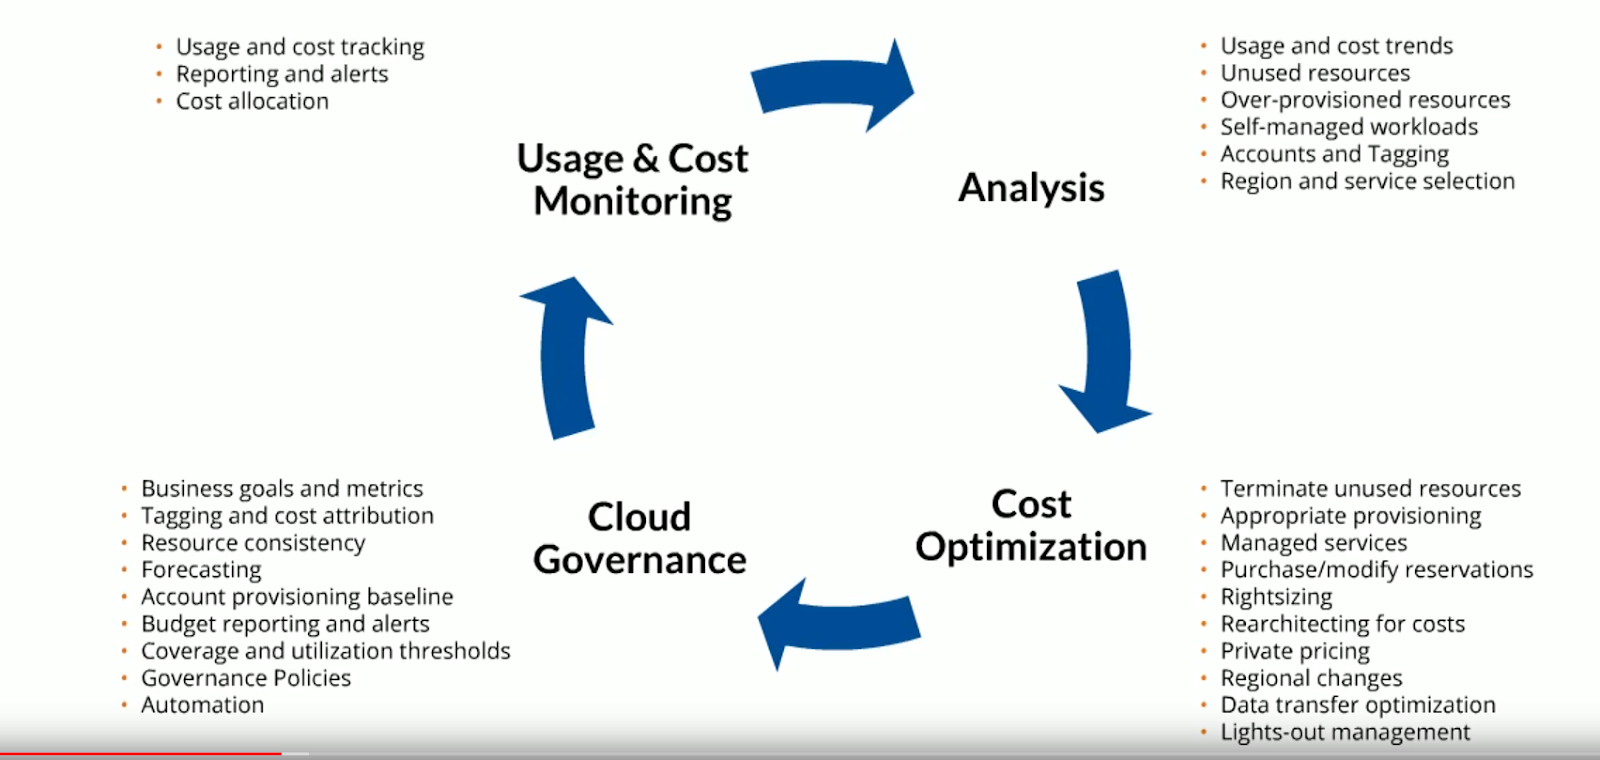 Usage and cost tracking
Reporting and alerts
Cost allocation
Usage & Cost
Monitoring
Analysis
Usage and cost trends
Unused resources
Over-provisioned resources
Self-managed workloads
Accounts and Tagging
Region and service selection
Business goals and metrics
Tagging and cost attribution
Resource consistency
Forecasting
Account provisioning baseline
Budget reporting and alerts
Coverage and utilization thresholds
Governance Policies
Automation
Cloud
Governance
Cost
Optimization
Terminate unused resources
Appropriate provisioning
Managed services
Purchase/modify reservations
Rightsizing
Rearchitecting for costs
Private pricing
Regional changes
Data transfer optimization
Lights-out management